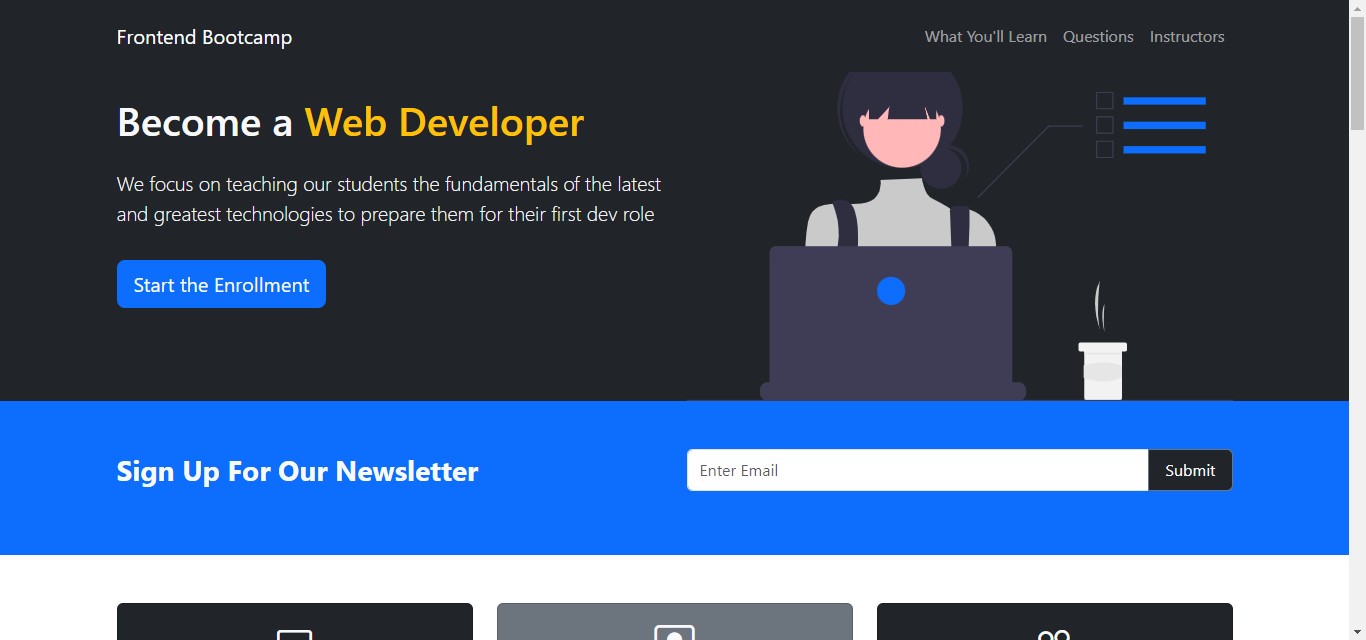 Frontend Bootcamp
What You'll Learn Questions Instructors
Become a Web Developer
We focus on teaching our students the fundamentals of the latest
and greatest technologies to prepare them for their first dev role
Start the Enrollment
Sign Up For Our Newsletter
Enter Email
Submit